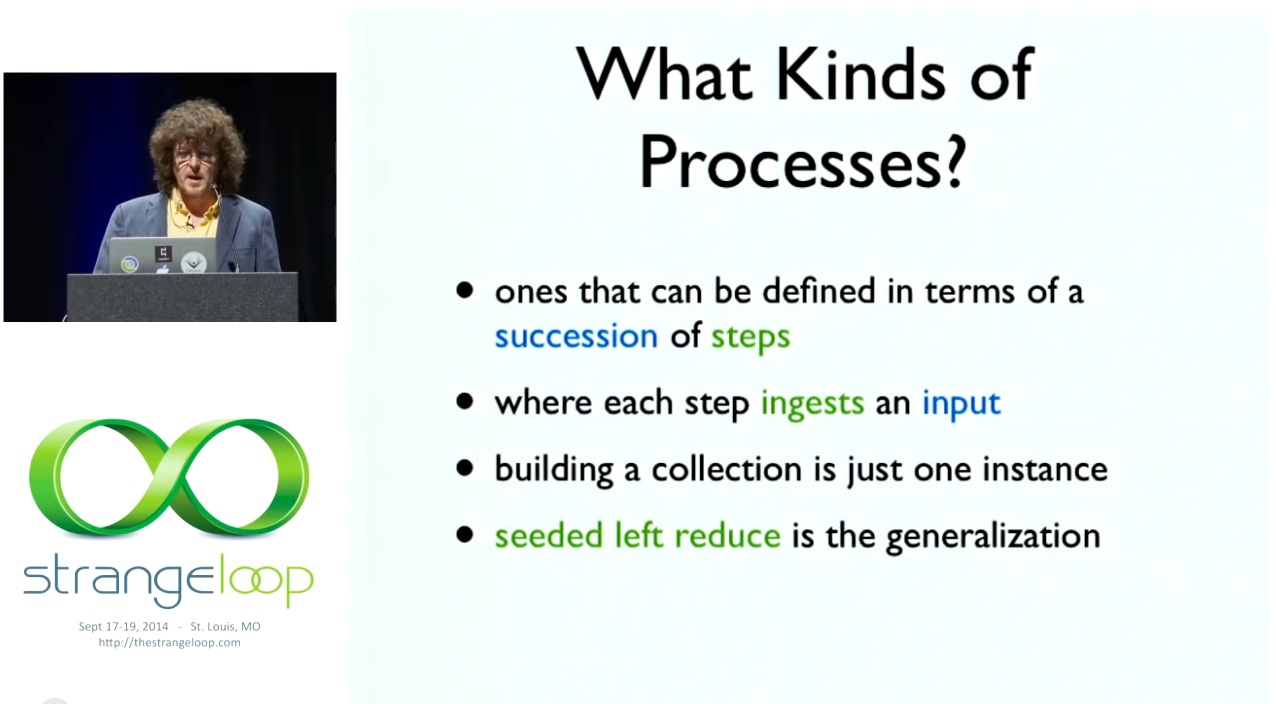 What Kinds of
Processes?
ones that can be defined in terms of a
succession of steps
where each step ingests an input
building a collection is just one instance
seeded left reduce is the generalization
strangeloop
Sept 17-19, 2014 - St. Louis, MO
http://thestrangeloop.com